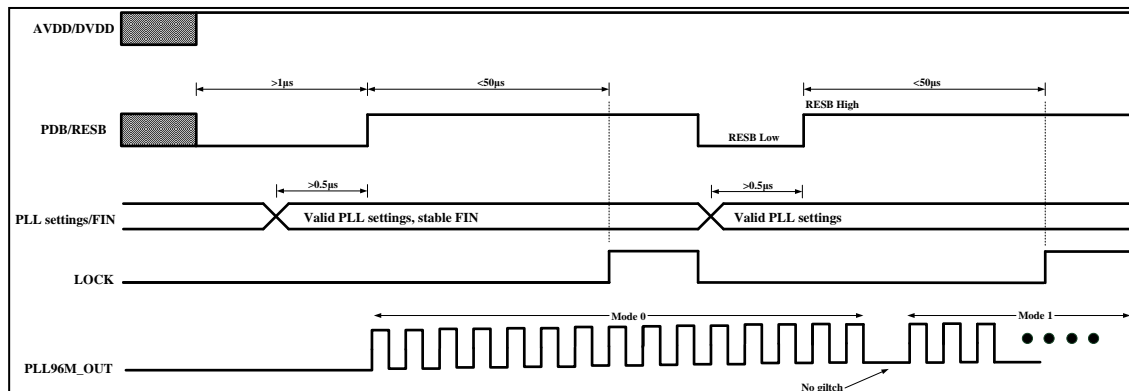 AVDD/DVDD
>1µs
<50µs
<50µs
PDB/RESB
RESB High
RESB Low
>0.5µs
>0.5µs
PLL settings/FIN
Valid PLL settings, stable FIN
Valid PLL settings
LOCK
Mode 0
Mode 1
PLL96M_OUT
No giltch